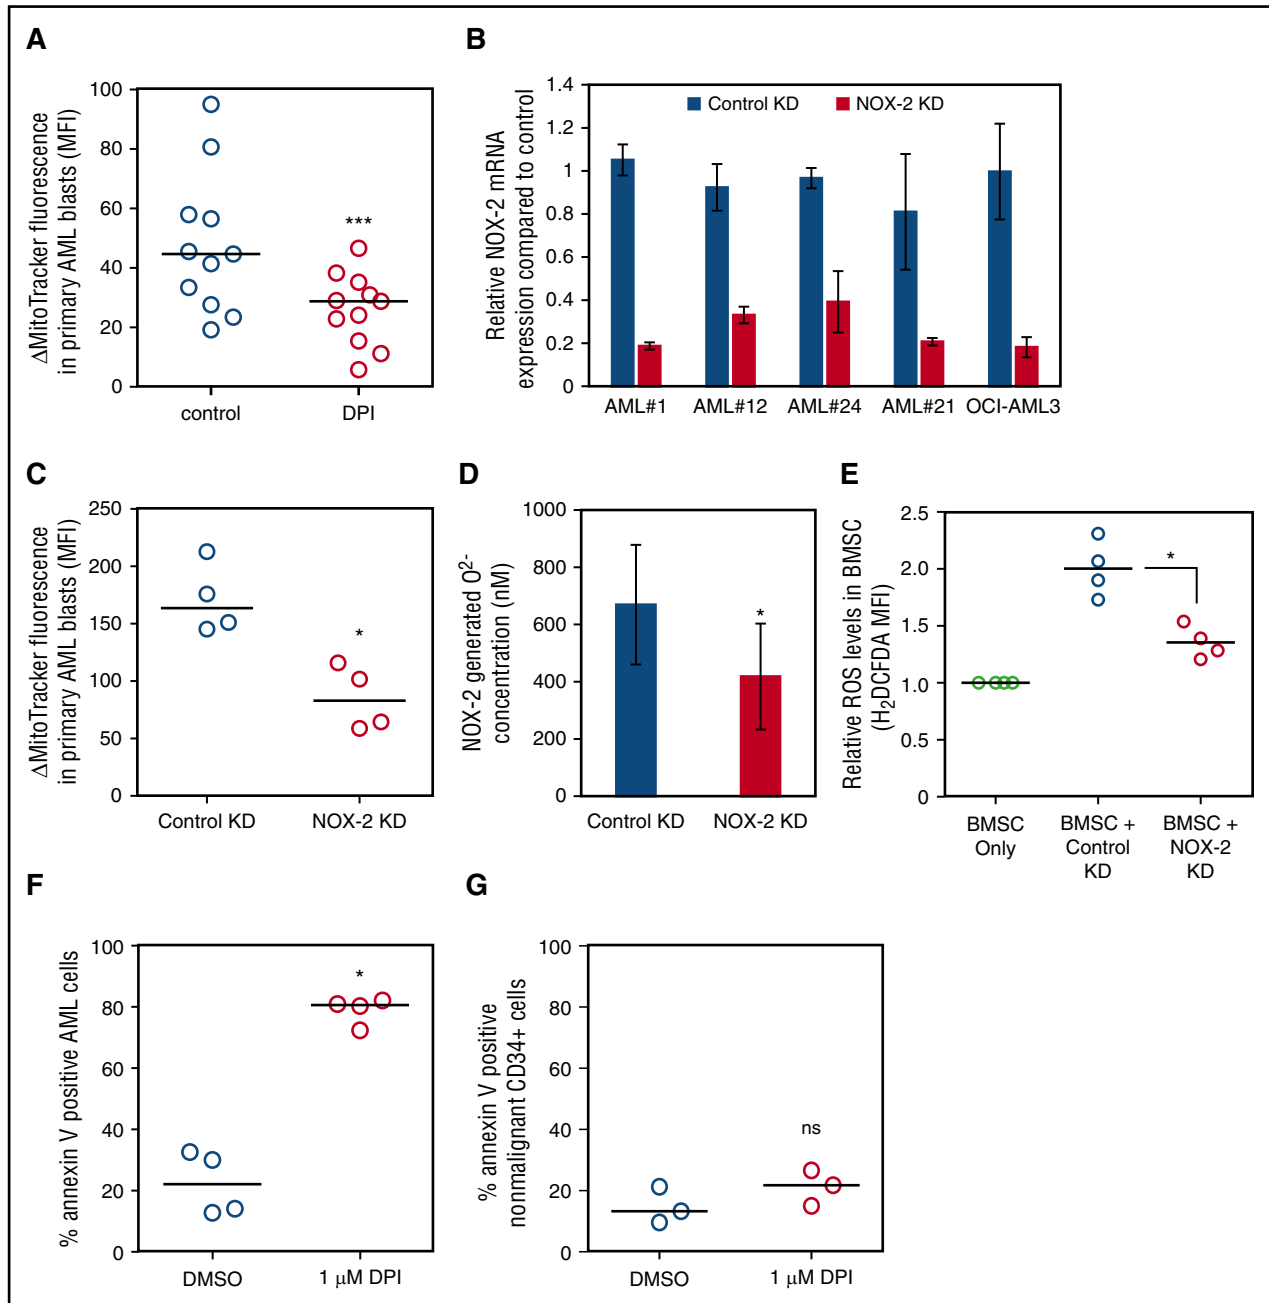 A
ΔMitoTracker fluorescence
in primary AML blasts (MFI)
100
80
60
40
20
0
***
control
DPI
B
Relative NOX-2 mRNA
expression compared to control
1.4
1.2
1
0.8
0.6
0.4
0.2
0
Control KD
NOX-2 KD
AML#1
AML#12
AML#24
AML#21
OCI-AML3
C
ΔMitoTracker fluorescence
in primary AML blasts (MFI)
250
200
150
100
50
0
*
Control KD
NOX-2 KD
D
NOX-2 generated O²⁻
concentration (nM)
1000
800
600
400
200
0
*
Control KD
NOX-2 KD
E
Relative ROS levels in BMSC
(H₂DCFDA MFI)
2.5
2.0
1.5
1.0
0.5
0
*
BMSC
Only
BMSC +
Control
KD
BMSC +
NOX-2
KD
F
% annexin V positive AML cells
100
80
60
40
20
0
*
DMSO
1 μM DPI
G
% annexin V positive
nonmalignant CD34+ cells
100
80
60
40
20
0
ns
DMSO
1 μM DPI